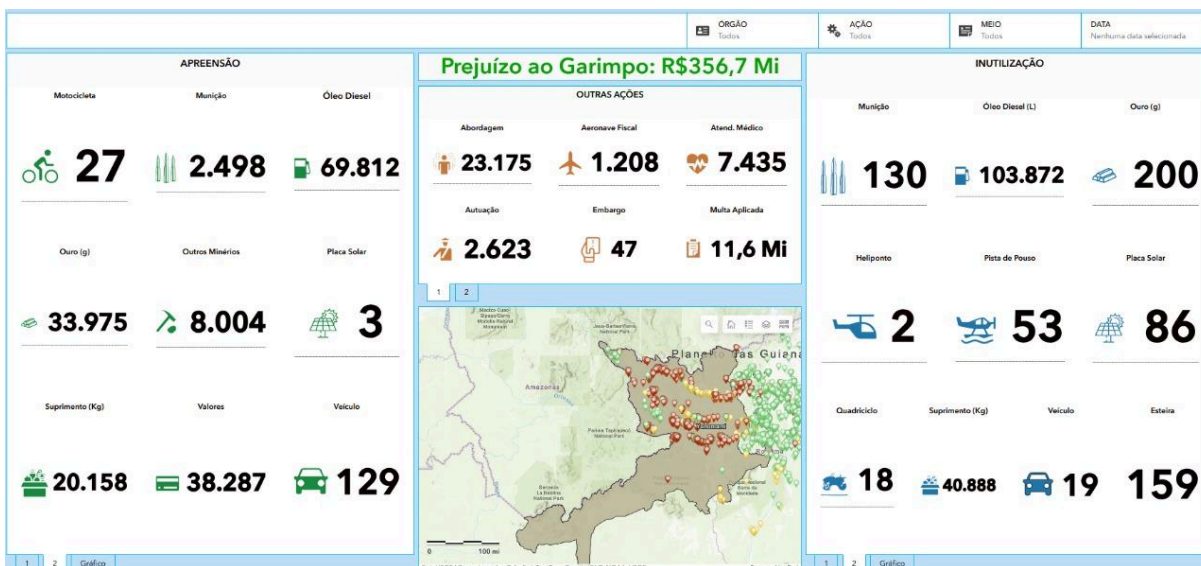 ÓRGÃO
Todos
AÇÃO
Todos
MEIO
Todos
DATA
Nenhuma data selecionada
APREENSÃO
Motocicleta
Munição
Óleo Diesel
27
2.498
69.812
Ouro (g)
Outros Minérios
Placa Solar
33.975
8.004
3
Suprimento (Kg)
Valores
Veículo
20.158
38.287
129
1
2
Gráfico
Prejuízo ao Garimpo: R$356,7 Mi
OUTRAS AÇÕES
Abordagem
Aeronave Fiscal
Atend. Médico
23.175
1.208
7.435
Autuação
Embargo
Multa Aplicada
2.623
47
11,6 Mi
1
2
National Park
Amazonas
National Park
0
100 mi
INUTILIZAÇÃO
Munição
Óleo Diesel (L)
Ouro (g)
130
103.872
200
Heliponto
Pista de Pouso
Placa Solar
2
53
86
Quadriciclo
Suprimento (Kg)
Veículo
Esteira
18
40.888
19
159
1
2
Gráfico